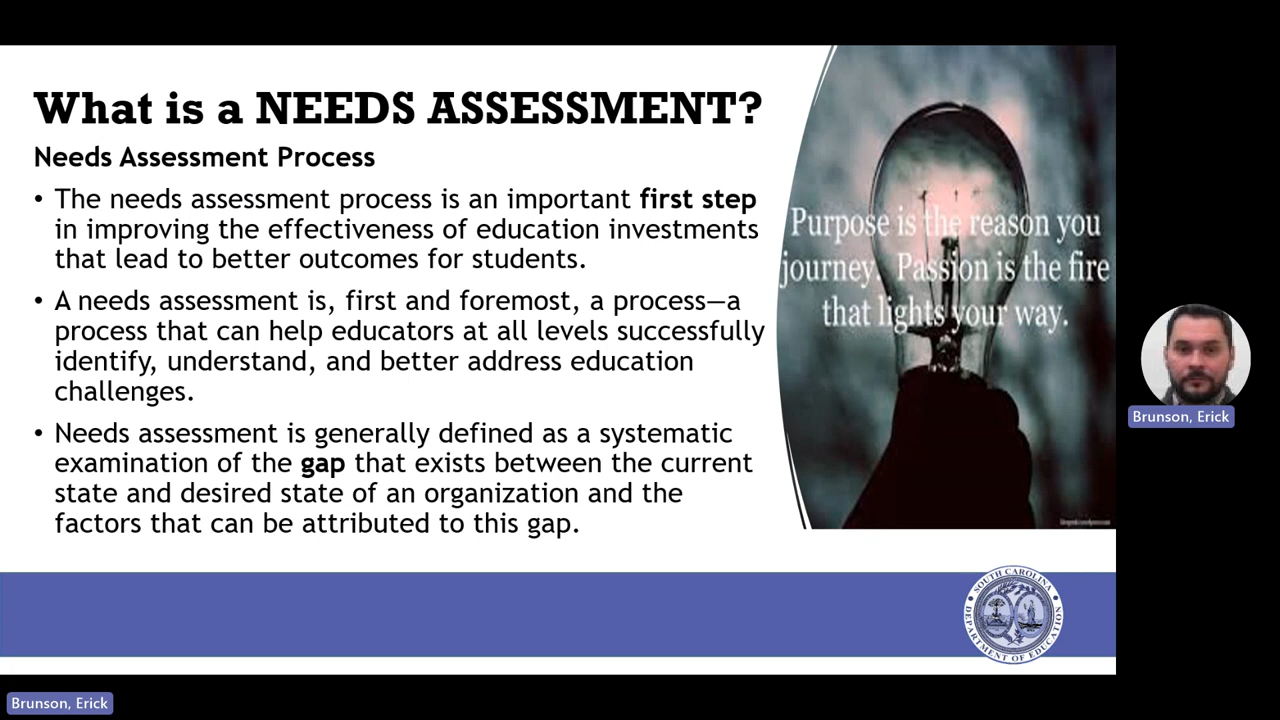 What is a NEEDS ASSESSMENT?
Needs Assessment Process
• The needs assessment process is an important first step
in improving the effectiveness of education investments
that lead to better outcomes for students.
• A needs assessment is, first and foremost, a process—a
process that can help educators at all levels successfully
identify, understand, and better address education
challenges.
• Needs assessment is generally defined as a systematic
examination of the gap that exists between the current
state and desired state of an organization and the
factors that can be attributed to this gap.
Purpose is the reason you
journey. Passion is the fire
that lights your way.
SOUTH CAROLINA
DEPARTMENT OF EDUCATION
Brunson, Erick
Brunson, Erick